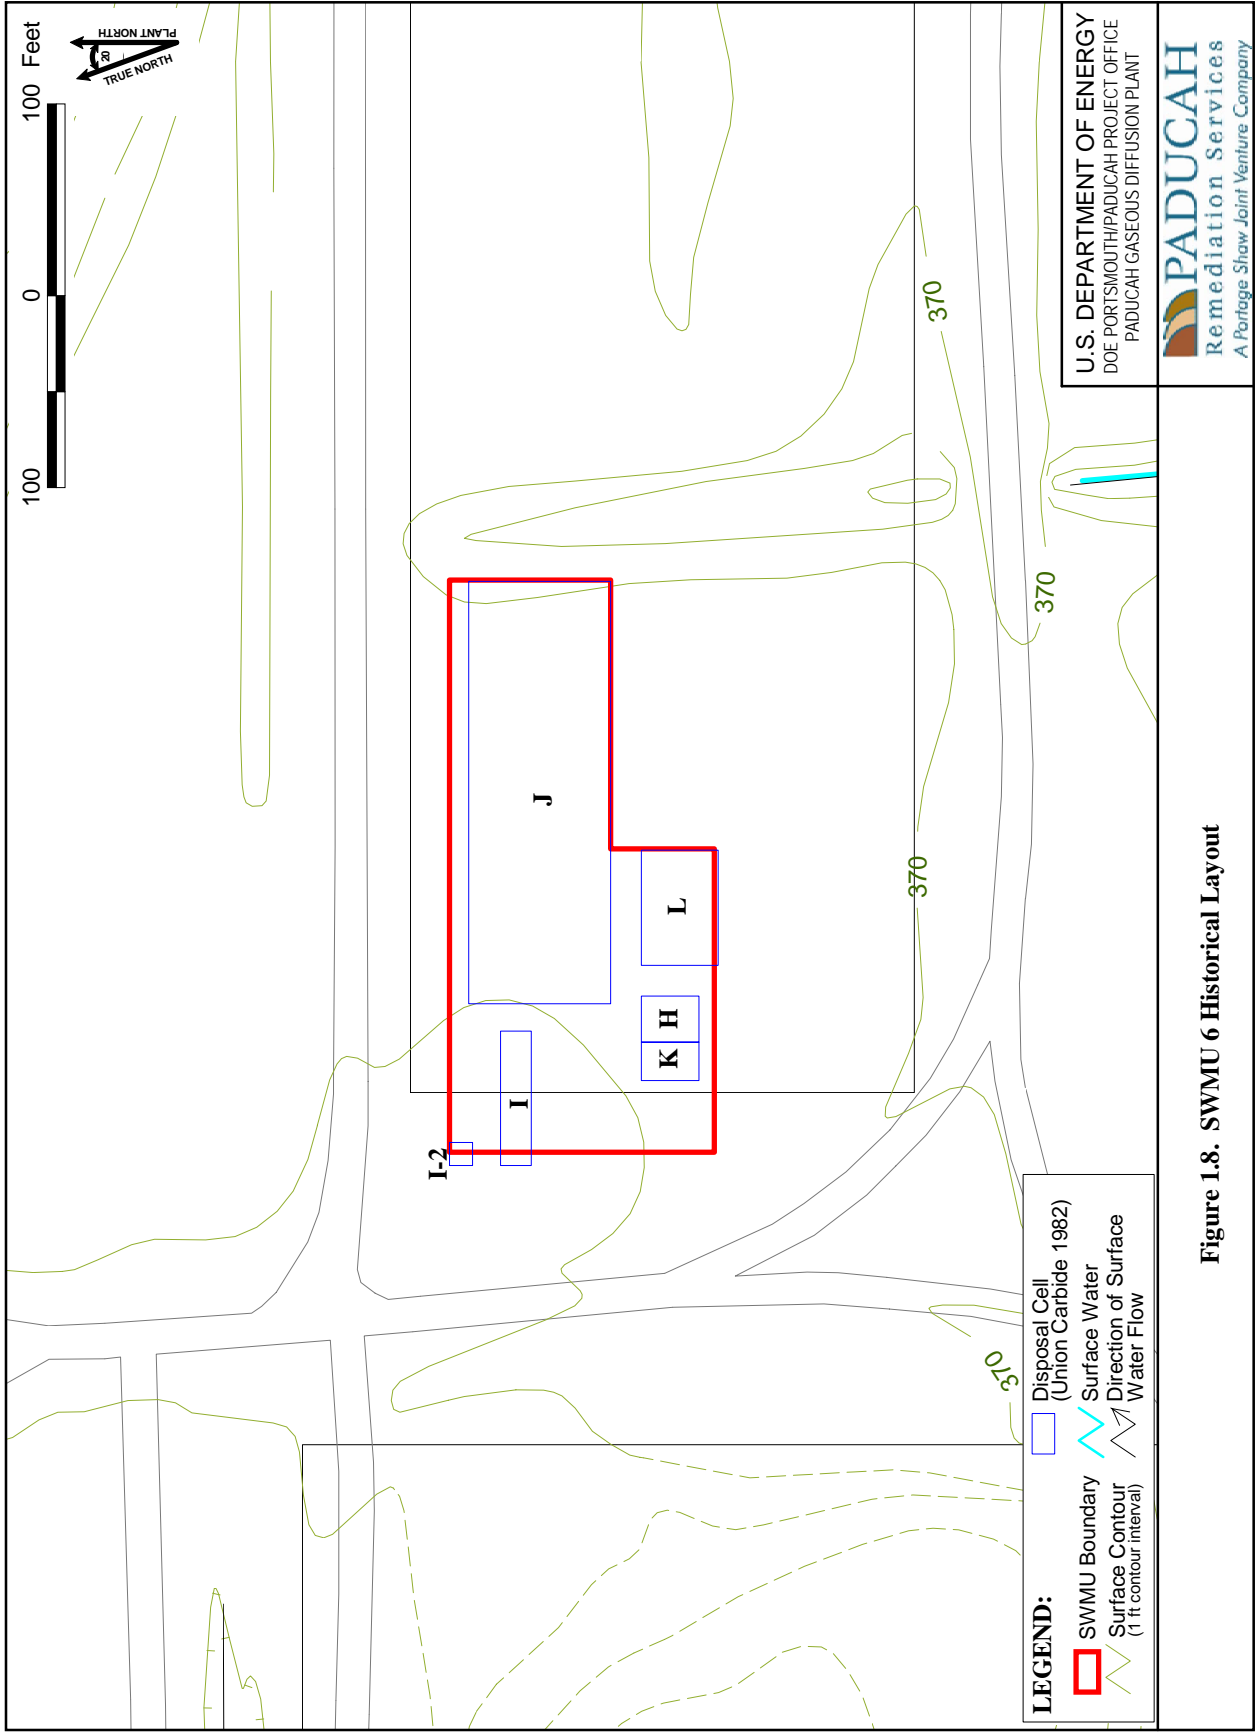 100 0 100 Feet
PLANT NORTH
20
TRUE NORTH
I-2
I
J
K
H
L
370
370
370
370
LEGEND:
SWMU Boundary
Surface Contour
(1 ft contour interval)
Disposal Cell
(Union Carbide 1982)
Surface Water
Direction of Surface
Water Flow
U.S. DEPARTMENT OF ENERGY
DOE PORTSMOUTH/PADUCAH PROJECT OFFICE
PADUCAH GASEOUS DIFFUSION PLANT
PADUCAH
Remediation Services
A Portage Shaw Joint Venture Company
Figure 1.8. SWMU 6 Historical Layout